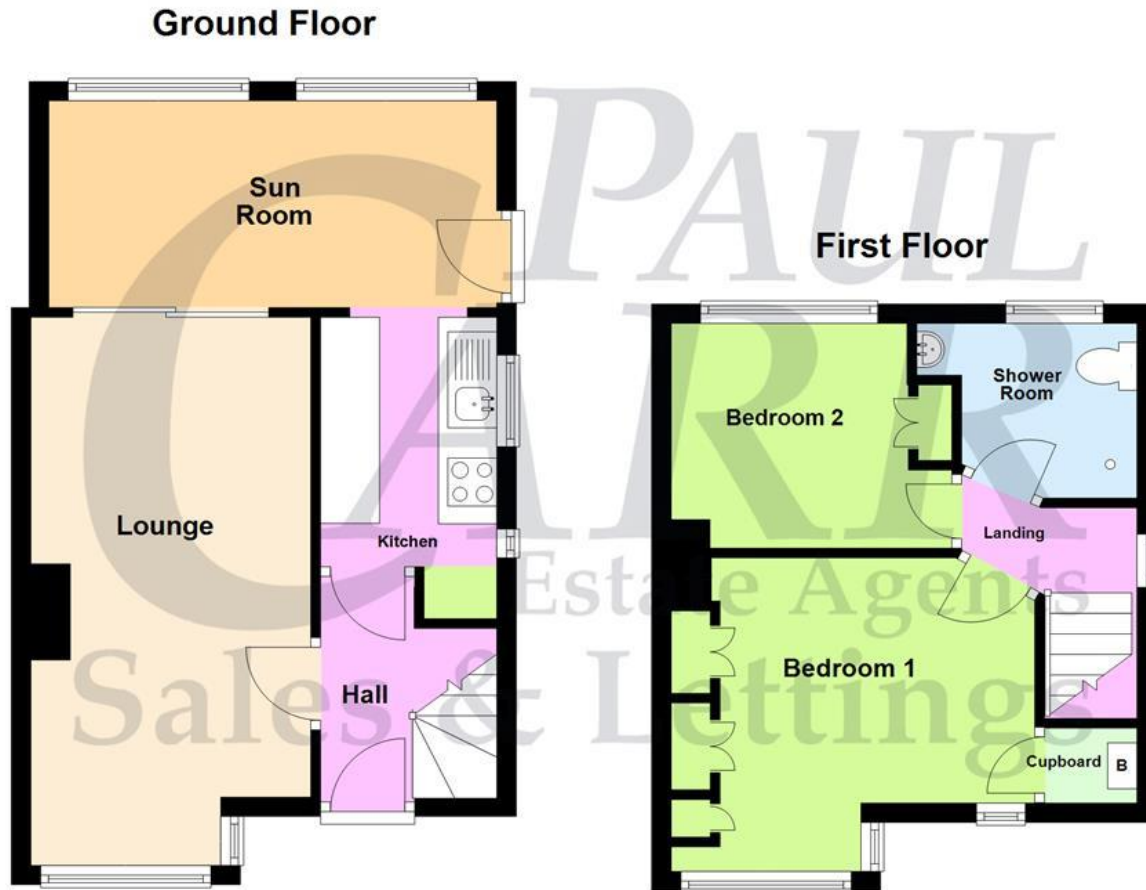 Ground Floor
Sun
Room
Lounge
Kitchen
Hall
First Floor
Bedroom 2
Shower
Room
Landing
Bedroom 1
Cupboard
B
PAUL
CARR
Estate Agents
Sales & Lettings